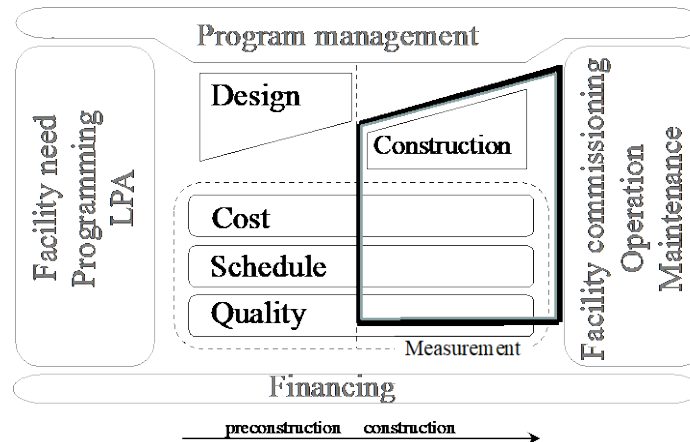 Program management
Facility need
Programming
LPA
Design
Construction
Cost
Schedule
Quality
Measurement
Facility commissioning
Operation
Maintenance
Financing
preconstruction construction